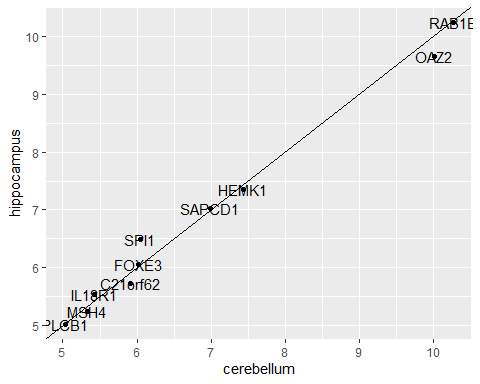 10
OAZ2
9
8
hippocampus
HEMK1
7
SAPCD1
SPI1
6
FOXE3
C21orf62
IL18R1
MSH4
5
PLCB1
5 6 7 8 9 10
cerebellum